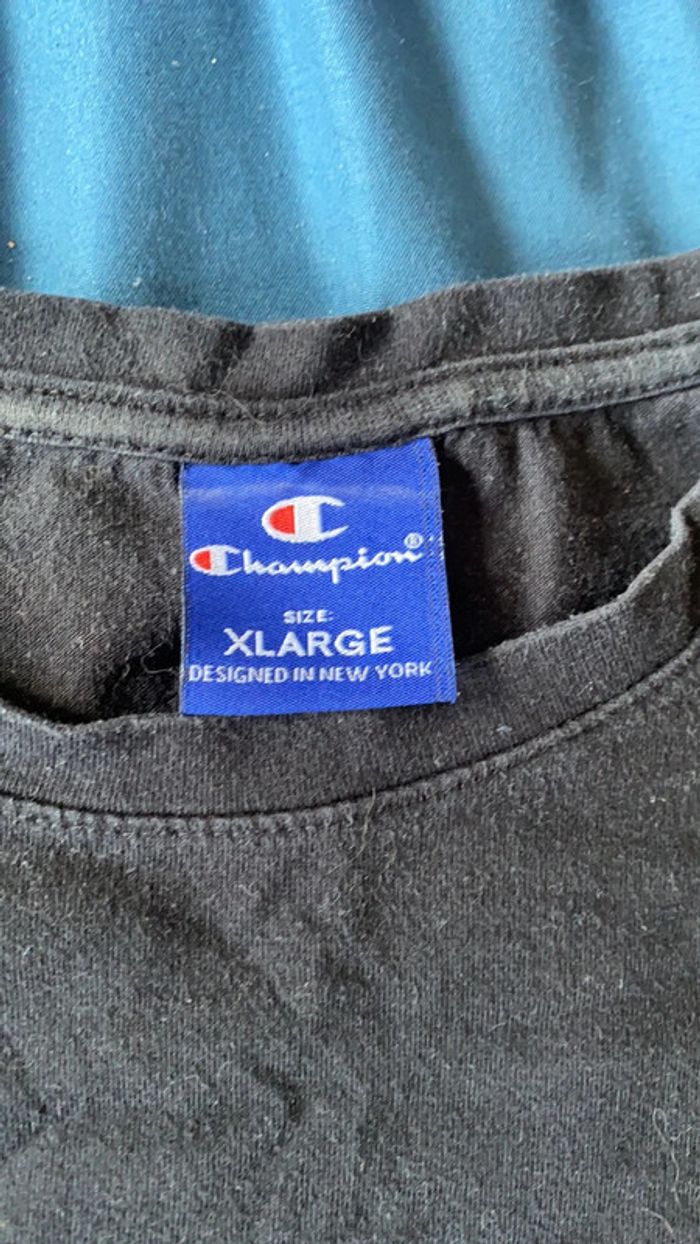 Champion®
SIZE:
XLARGE
DESIGNED IN NEW YORK